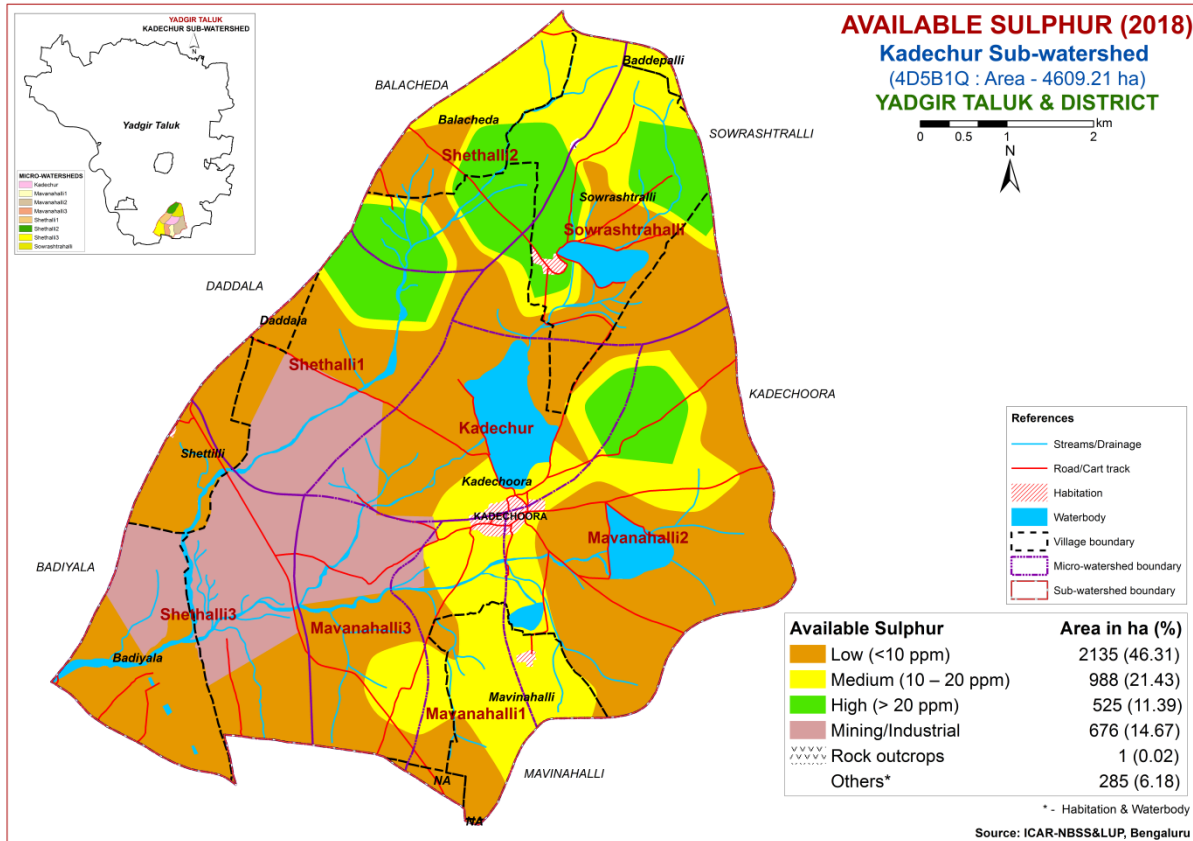 YADGIR TALUK
KADECHUR SUB-WATERSHED
N
Yadgir Taluk
MICRO-WATERSHEDS
Kadechur
Mavanahalli1
Mavanahalli2
Mavanahalli3
Shethalli1
Shethalli2
Shethalli3
Sowrashtrahalli
AVAILABLE SULPHUR (2018)
Kadechur Sub-watershed
(4D5B1Q : Area - 4609.21 ha)
YADGIR TALUK & DISTRICT
km
0 0.5 1 2
N
Baddepalli
BALACHEDA
Balacheda
SOWRASHTRALLI
Shethalli2
Sowrashtralli
Sowrashtrahalli
DADDALA
Daddala
Shethalli1
KADECHOORA
Kadechur
Shettilli
Kadechoora
KADECHOORA
Mavanahalli2
BADIYALA
Shethalli3
Mavanahalli3
Badiyala
Mavinahalli
Mavanahalli1
MAVINAHALLI
NA
NA
References
Streams/Drainage
Road/Cart track
Habitation
Waterbody
Village boundary
Micro-watershed boundary
Sub-watershed boundary
Available Sulphur Area in ha (%)
Low (<10 ppm) 2135 (46.31)
Medium (10 – 20 ppm) 988 (21.43)
High (> 20 ppm) 525 (11.39)
Mining/Industrial 676 (14.67)
Rock outcrops 1 (0.02)
Others* 285 (6.18)
* - Habitation & Waterbody
Source: ICAR-NBSS&LUP, Bengaluru